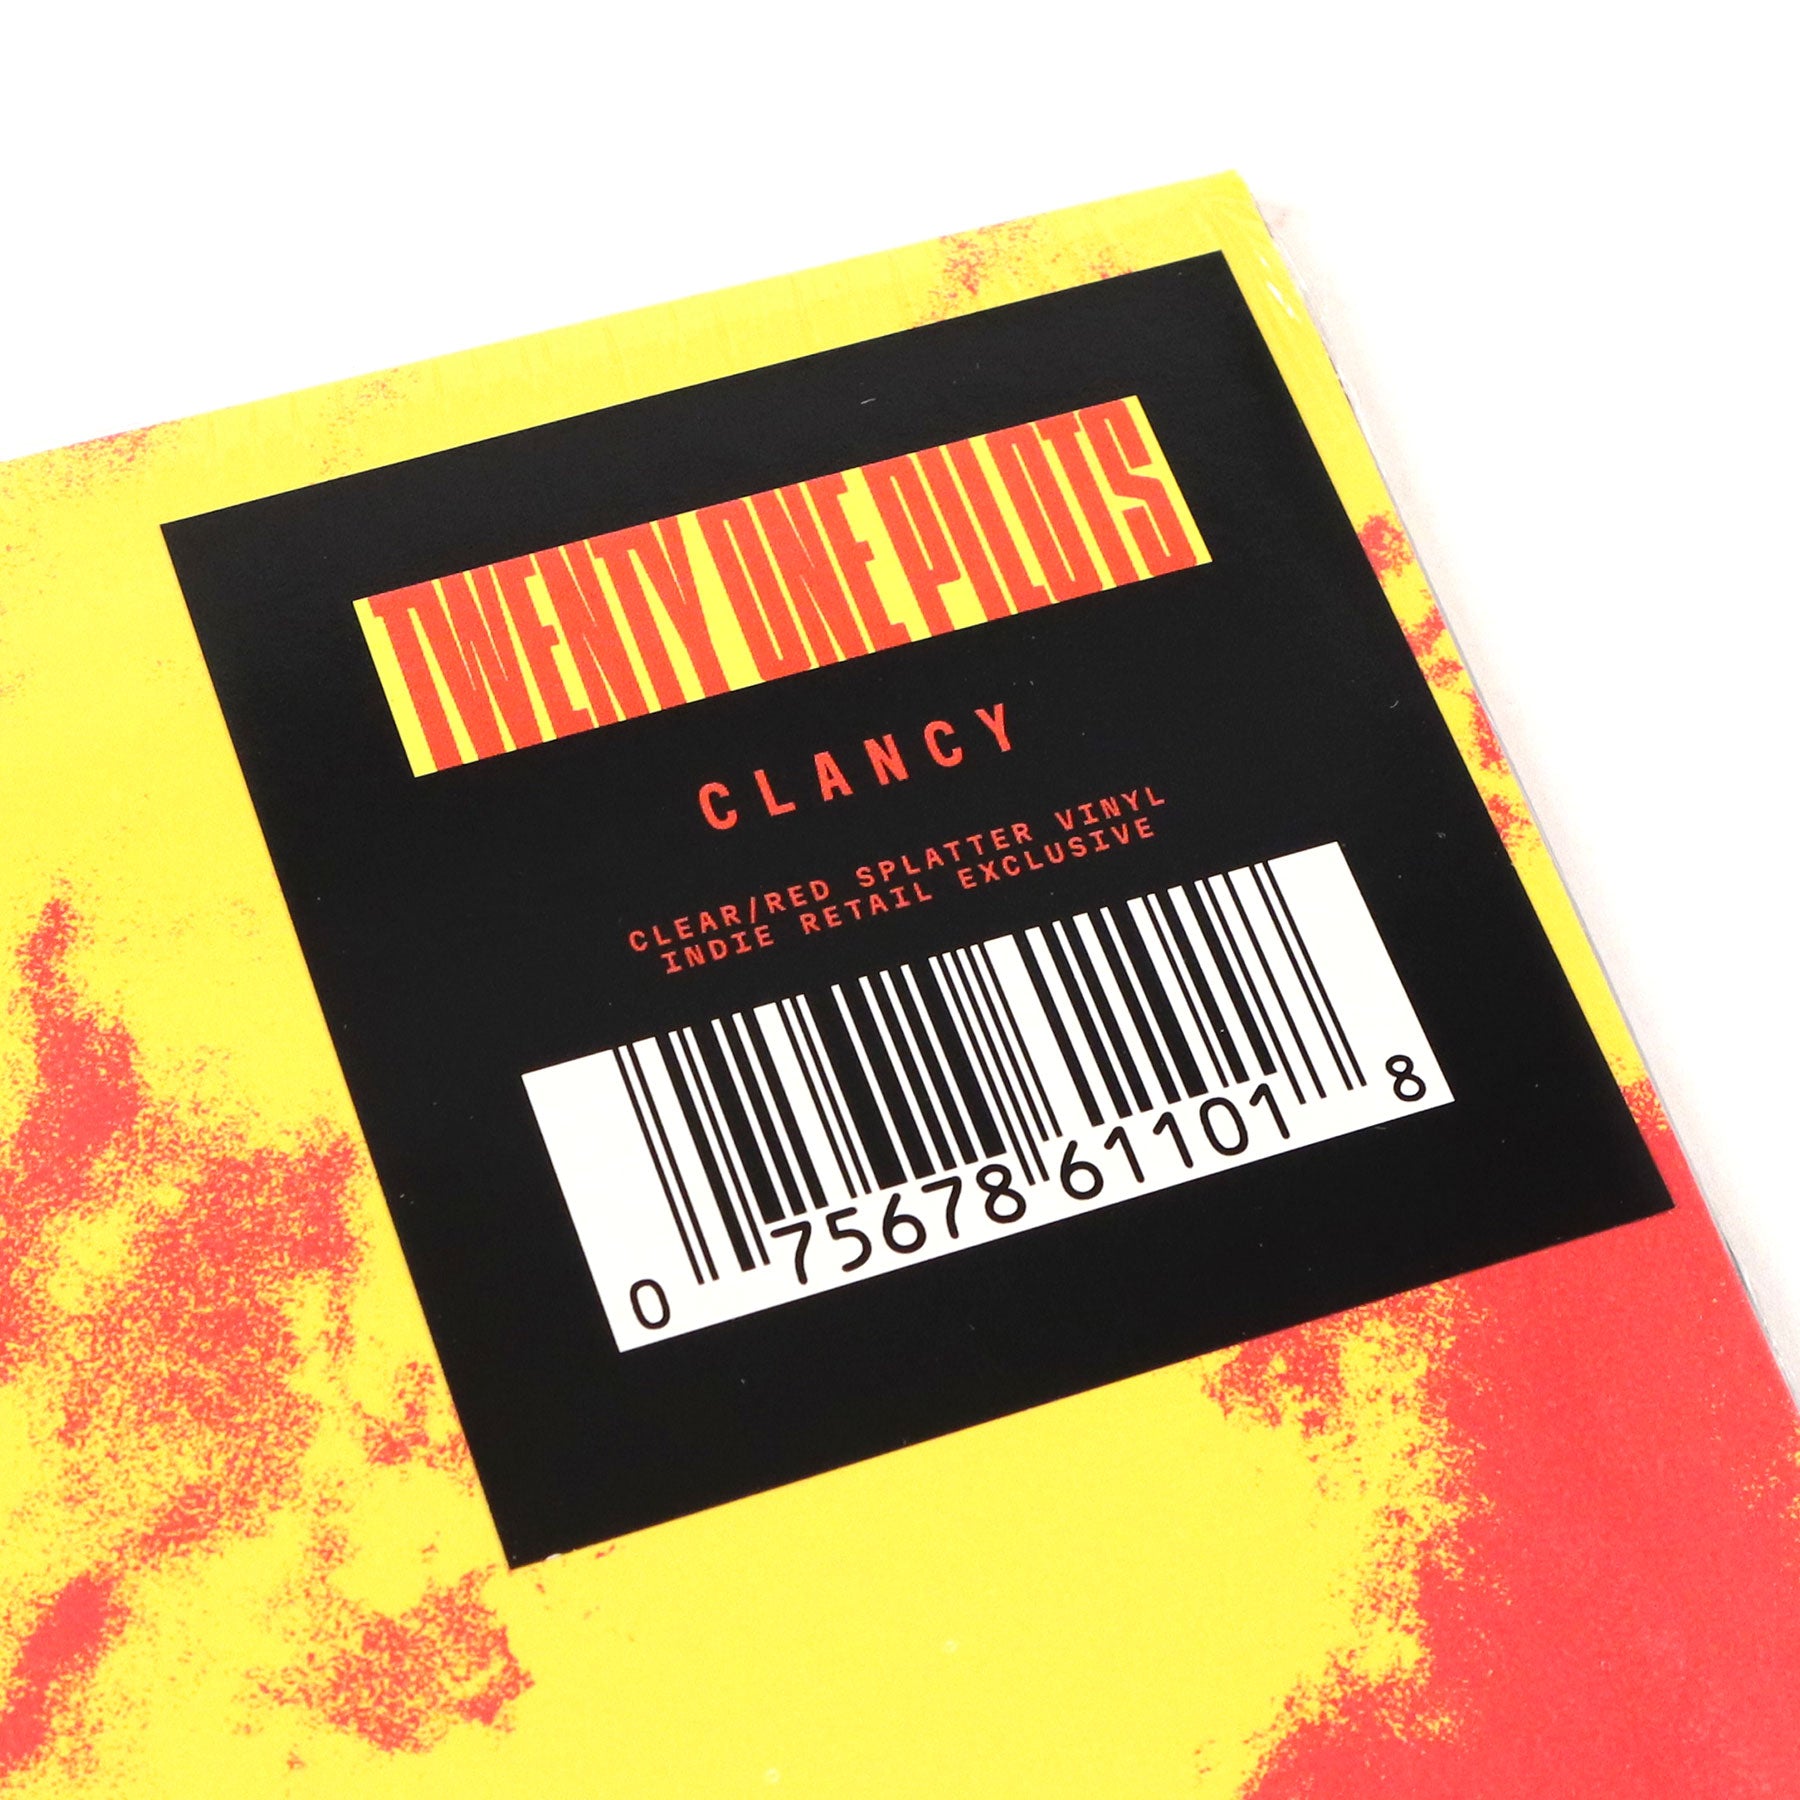 TWENTY ONE PILOTS
CLANCY
CLEAR/RED SPLATTER VINYL
INDIE RETAIL EXCLUSIVE
0 75678 61101 8